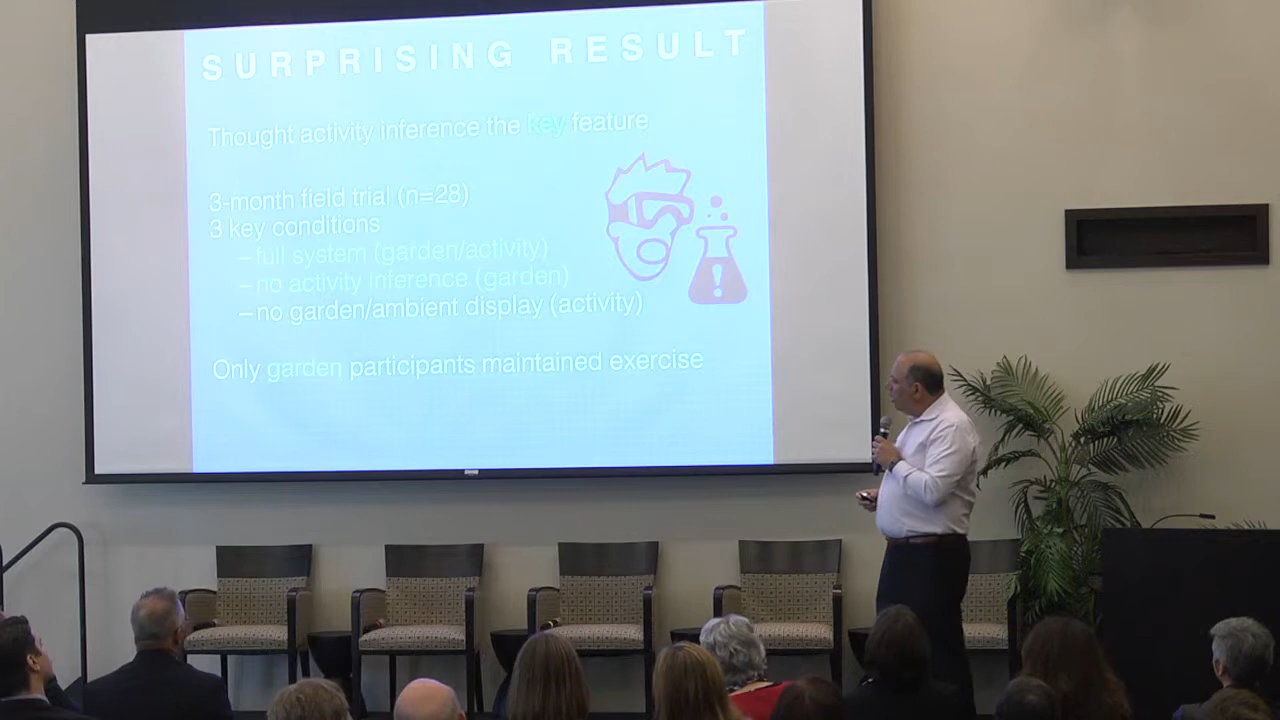 SURPRISING RESULT
Thought activity inference the key feature
3-month field trial (n=28)
3 key conditions
–full system (garden/activity)
–no activity inference (garden)
–no garden/ambient display (activity)
Only garden participants maintained exercise